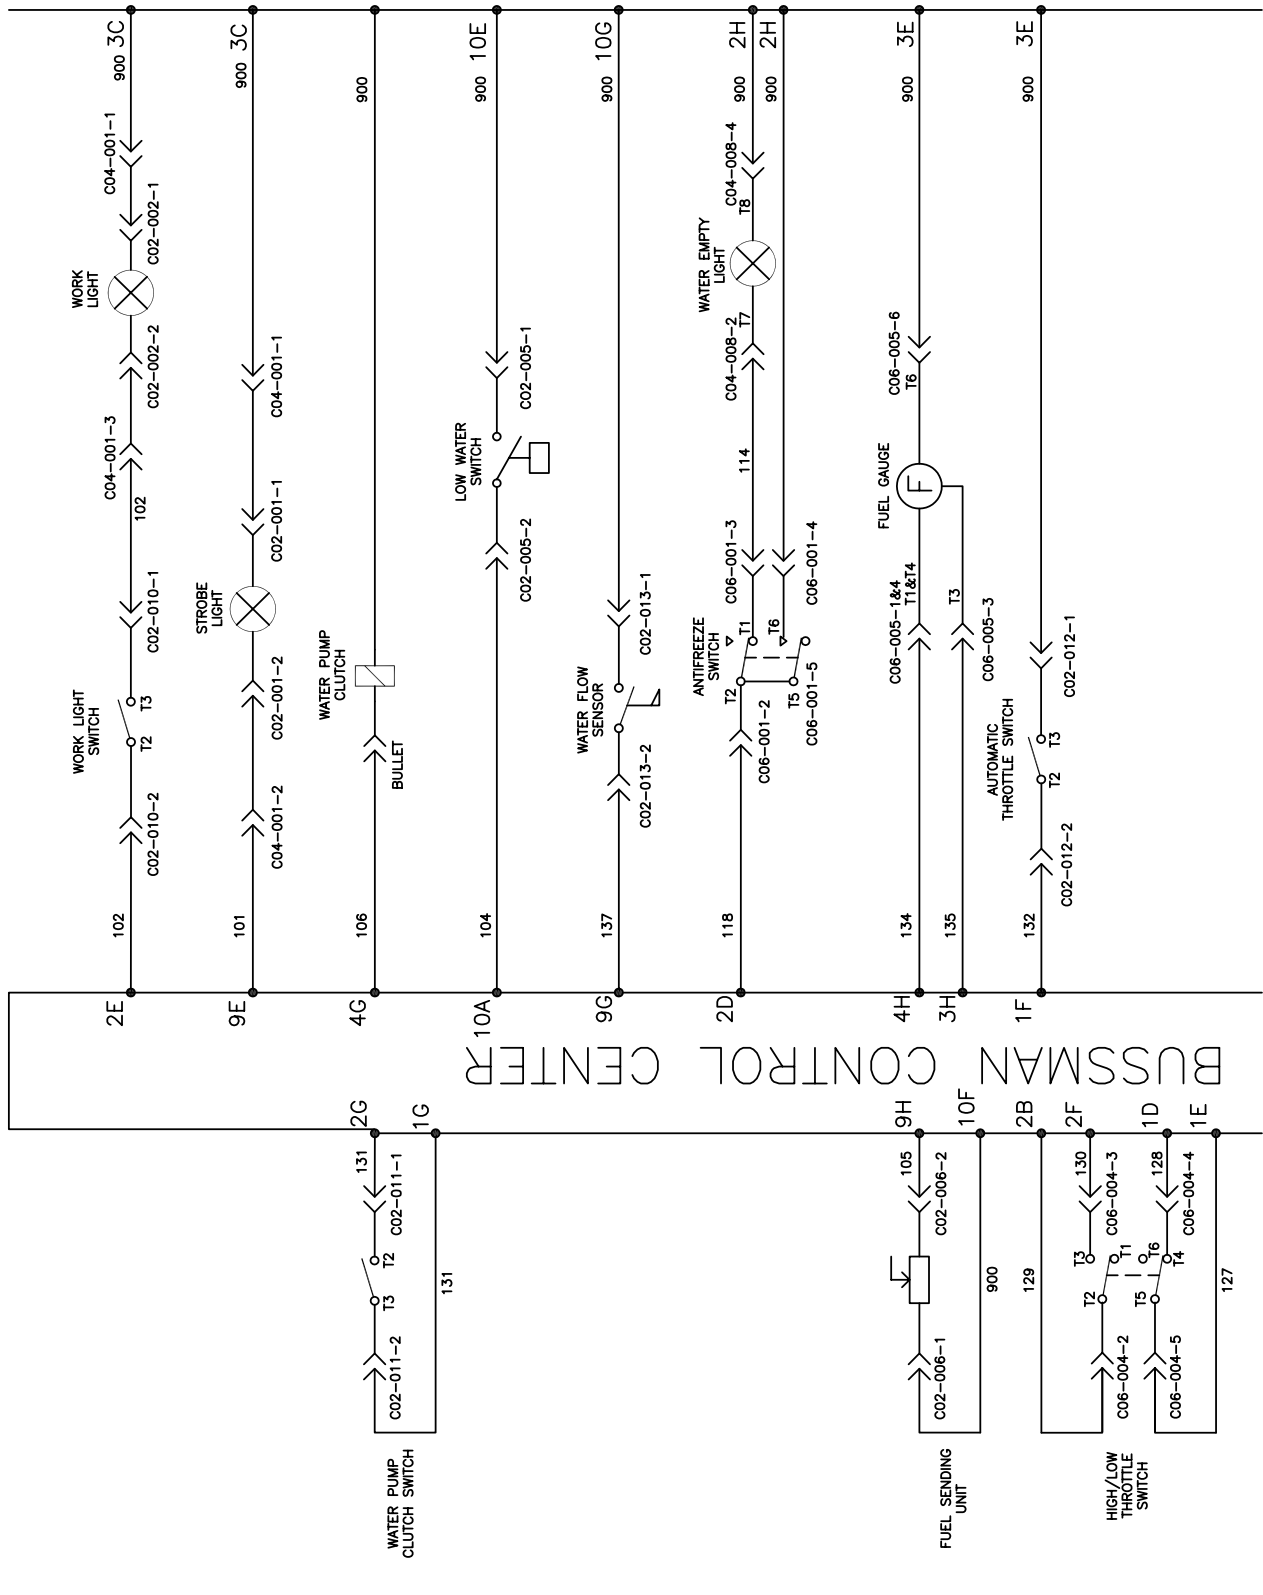 900 3C
C04-001-1
C02-002-1
WORK
LIGHT
C02-002-2
C04-001-3
102
C02-010-1
WORK LIGHT
SWITCH
T3
T2
C02-010-2
102
2E
900 3C
C04-001-1
C02-001-1
STROBE
LIGHT
C02-001-2
C04-001-2
101
9E
900
WATER PUMP
CLUTCH
BULLET
106
4G
900 10E
C02-005-1
LOW WATER
SWITCH
C02-005-2
104
10A
900 10G
C02-013-1
WATER FLOW
SENSOR
C02-013-2
137
9G
900 2H
900 2H
C04-008-4
T8
WATER EMPTY
LIGHT
T7
C04-008-2
114
C06-001-3
C06-001-4
ANTIFREEZE
SWITCH
T1
T6
T2
T5
C06-001-2
C06-001-5
118
2D
900 3E
C06-005-6
T6
FUEL GAUGE
F
T1&T4
C06-005-1&4
T3
C06-005-3
134
135
4H
3H
900 3E
C02-012-1
AUTOMATIC
THROTTLE SWITCH
T3
T2
C02-012-2
132
1F
BUSSMAN CONTROL CENTER
2G
1G
131
C02-011-1
T2
T3
131
C02-011-2
WATER PUMP
CLUTCH SWITCH
9H
10F
105
C02-006-2
900
C02-006-1
FUEL SENDING
UNIT
2B
2F
1D
1E
130
C06-004-3
128
C06-004-4
T3
T1
T6
T4
T2
T5
129
127
C06-004-2
C06-004-5
HIGH/LOW
THROTTLE
SWITCH